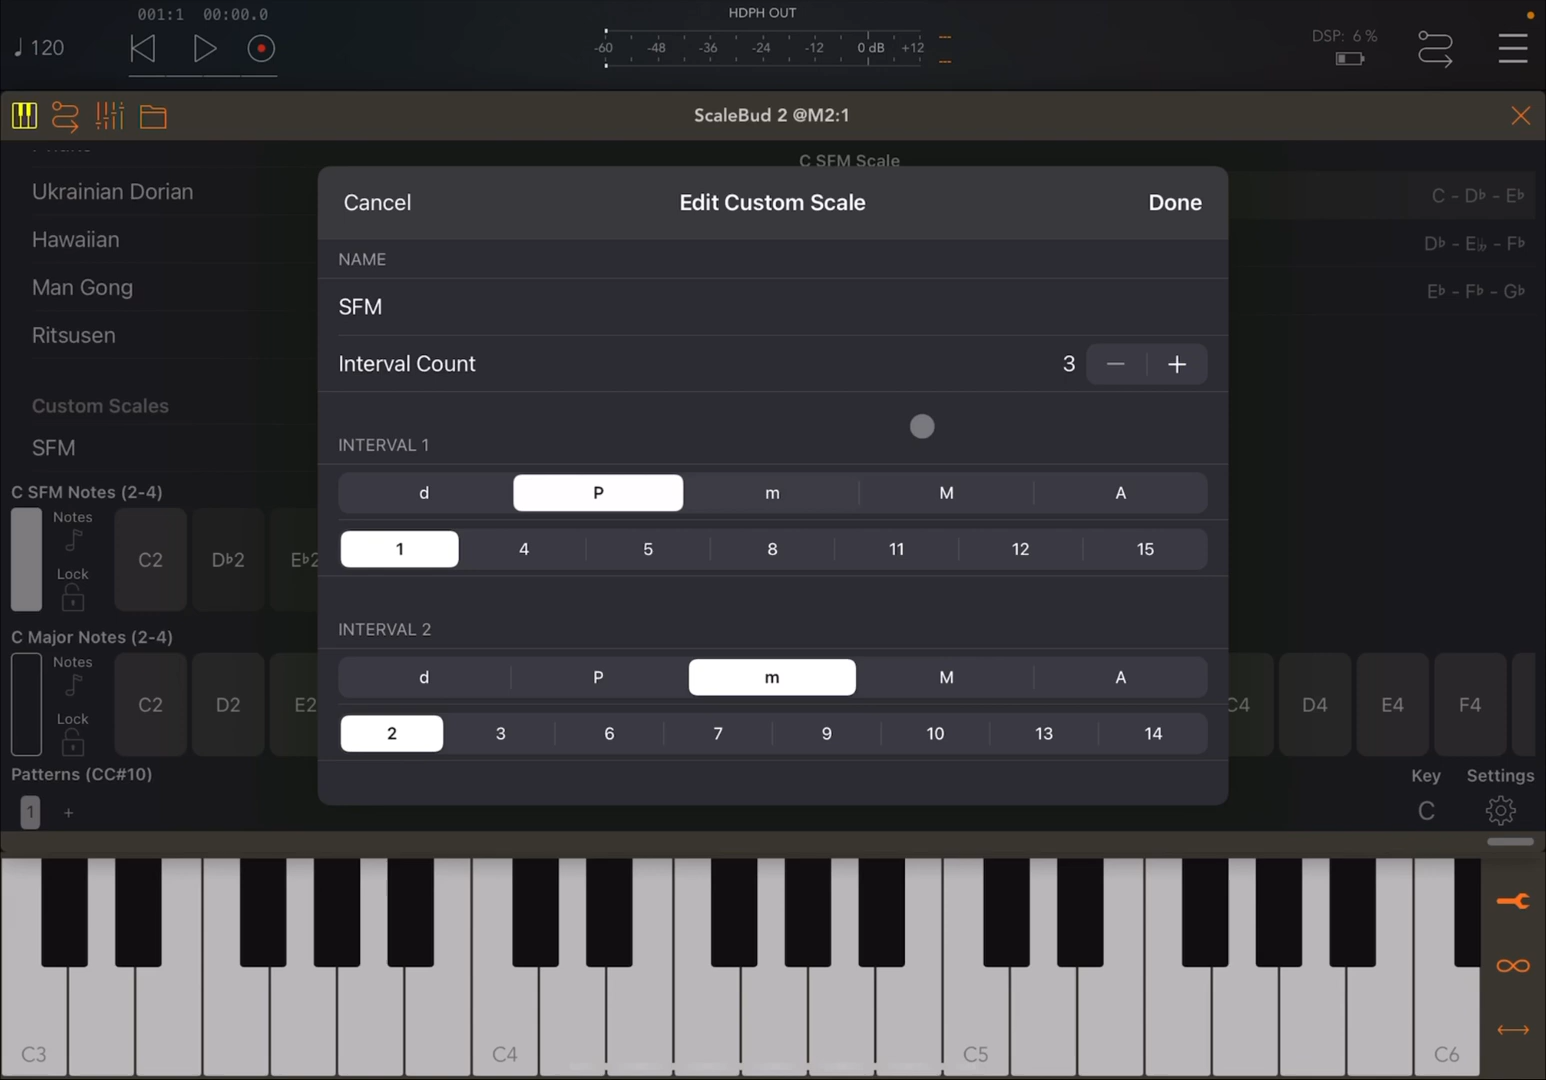 001:1 00:00.0
HDPH OUT
120
-60 -48 -36 -24 -12 0 dB +12
DSP: 6 %
ScaleBud 2 @M2:1
C SFM Scale
Ukrainian Dorian
Hawaiian
Man Gong
Ritsusen
Custom Scales
SFM
C - D♭ - E♭
D♭ - E𝄫 - F♭
E♭ - F♭ - G♭
Cancel Edit Custom Scale Done
NAME
SFM
Interval Count 3 − +
INTERVAL 1
d P m M A
1 4 5 8 11 12 15
INTERVAL 2
d P m M A
2 3 6 7 9 10 13 14
C SFM Notes (2-4)
Notes
Lock
C2 D♭2 E♭2
C Major Notes (2-4)
Notes
Lock
C2 D2 E2 C4 D4 E4 F4
Patterns (CC#10)
1 +
Key Settings
C
C3 C4 C5 C6